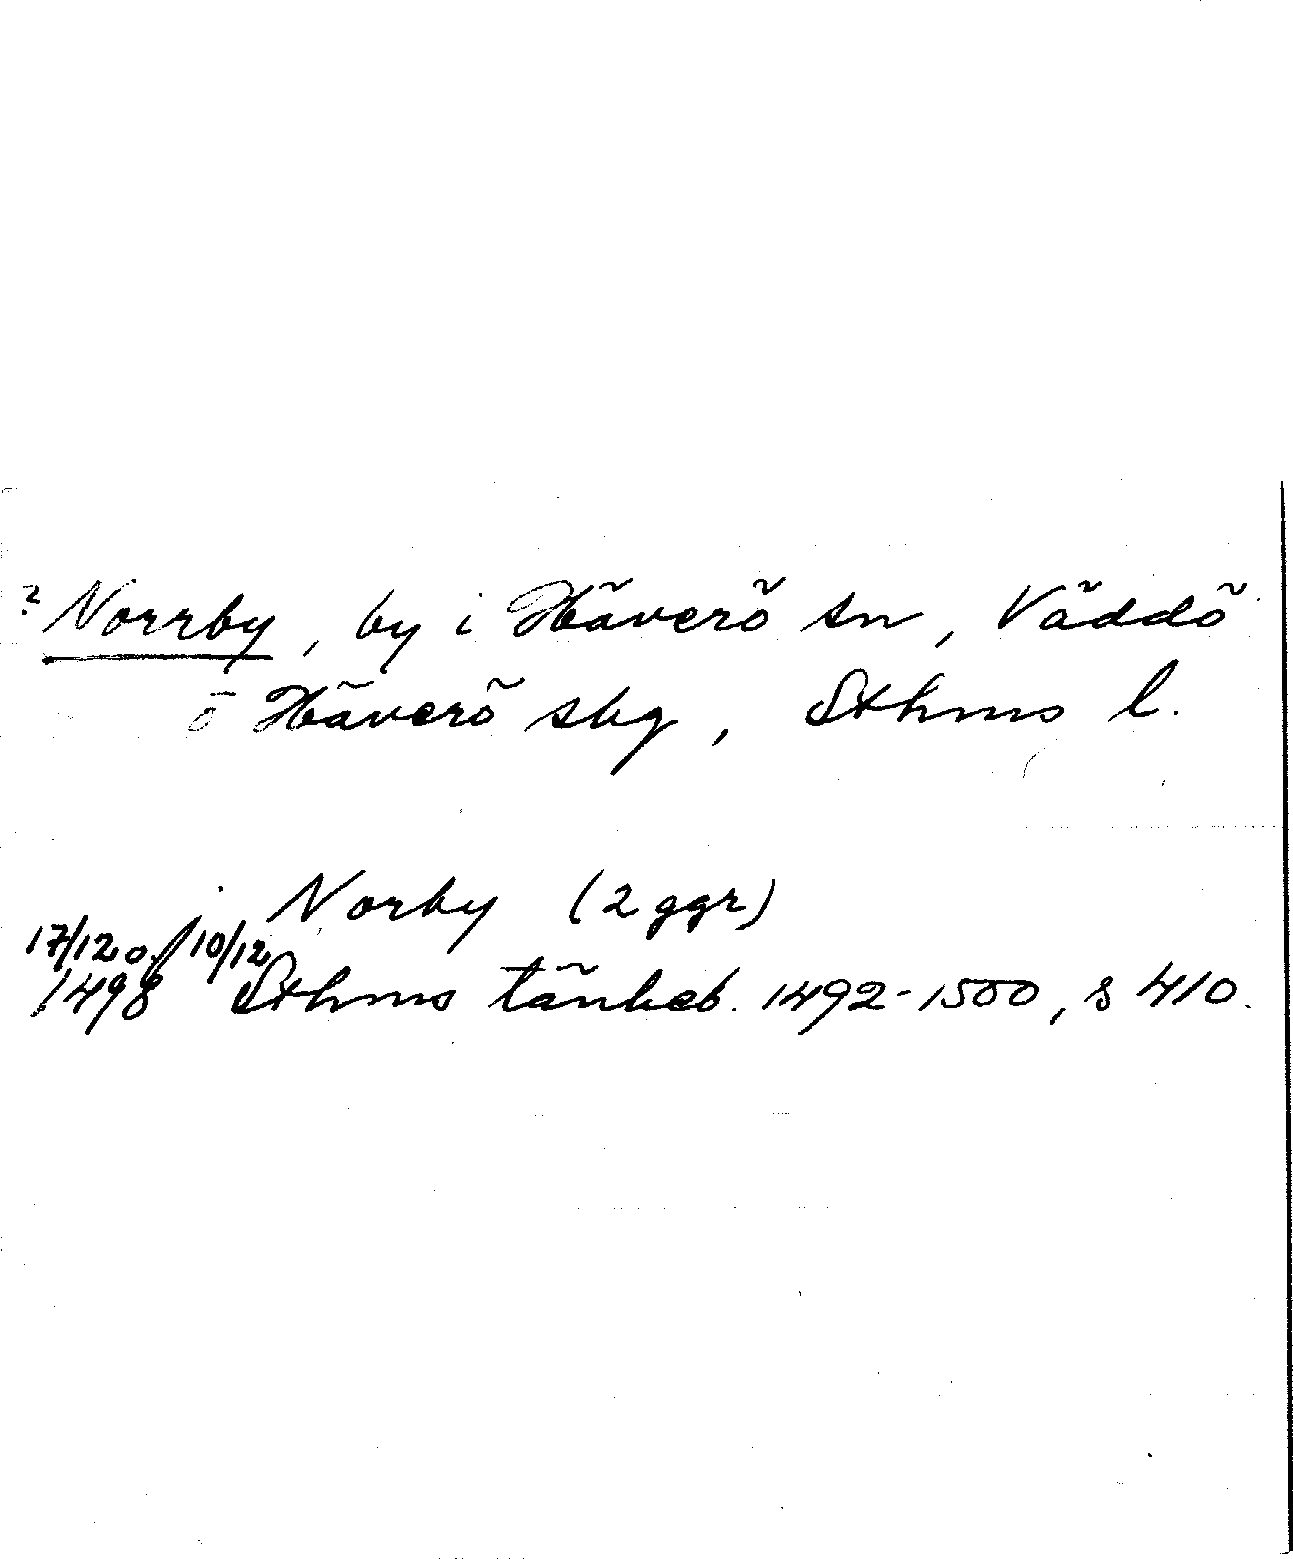 ? Norrby, by i Häverö sn, Väddö
o Häverö skg, Sthms l.
Norby (2 ggr)
17/12 o. 10/12
1498 Sthms tänkeb. 1492-1500, s 410.